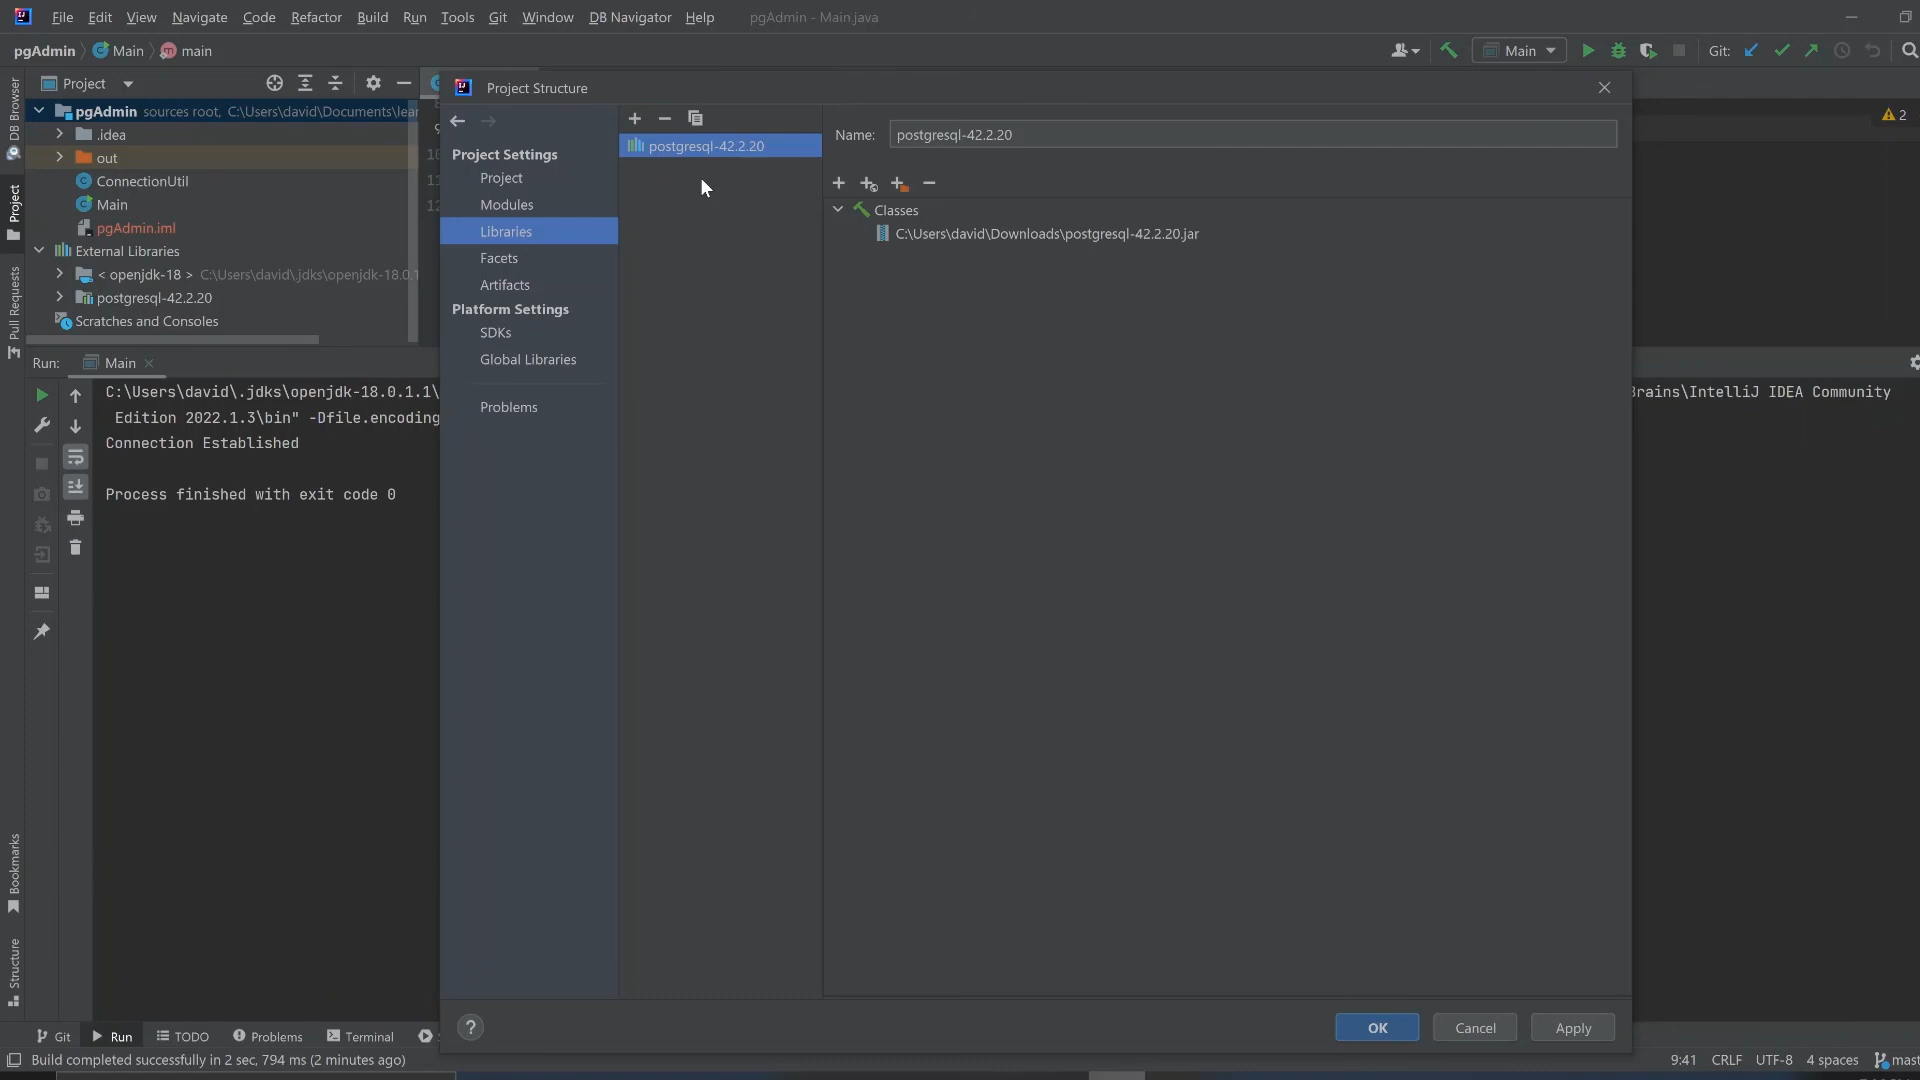 File Edit View Navigate Code Refactor Build Run Tools Git Window DB Navigator Help pgAdmin - Main.java
pgAdmin Main main
Main Git:
DB Browser
Project
Pull Requests
Bookmarks
Structure
Project
pgAdmin sources root, C:\Users\david\Documents\lear
.idea
out
ConnectionUtil
Main
pgAdmin.iml
External Libraries
< openjdk-18 > C:\Users\david\.jdks\openjdk-18.0.1
postgresql-42.2.20
Scratches and Consoles
2
Run: Main
C:\Users\david\.jdks\openjdk-18.0.1.1\
Brains\IntelliJ IDEA Community
Edition 2022.1.3\bin" -Dfile.encoding
Connection Established
Process finished with exit code 0
Project Structure
Project Settings
Project
Modules
Libraries
Facets
Artifacts
Platform Settings
SDKs
Global Libraries
Problems
postgresql-42.2.20
Name: postgresql-42.2.20
Classes
C:\Users\david\Downloads\postgresql-42.2.20.jar
?
OK Cancel Apply
Git Run TODO Problems Terminal
Build completed successfully in 2 sec, 794 ms (2 minutes ago)
9:41 CRLF UTF-8 4 spaces mast